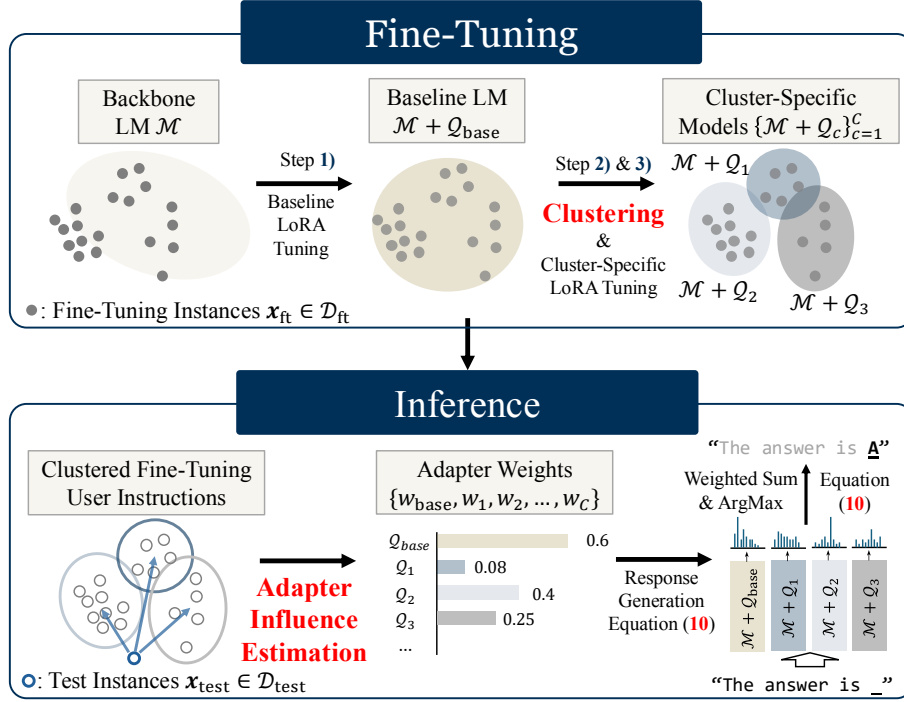 Fine-Tuning
Backbone
LM ℳ
Baseline LM
ℳ + 𝒬base
Cluster-Specific
Models {ℳ + 𝒬c}ᶜc=1
Step 1)
Baseline
LoRA
Tuning
Step 2) & 3)
Clustering
&
Cluster-Specific
LoRA Tuning
ℳ + 𝒬1
ℳ + 𝒬2
ℳ + 𝒬3
: Fine-Tuning Instances 𝒙ft ∈ 𝒟ft
Inference
Clustered Fine-Tuning
User Instructions
Adapter Weights
{wbase, w1, w2, … , wC}
Adapter
Influence
Estimation
𝒬base 0.6
𝒬1 0.08
𝒬2 0.4
𝒬3 0.25
...
Response
Generation
Equation (10)
“The answer is A”
Weighted Sum
& ArgMax
Equation
(10)
ℳ + 𝒬base
ℳ + 𝒬1
ℳ + 𝒬2
ℳ + 𝒬3
“The answer is _”
: Test Instances 𝒙test ∈ 𝒟test